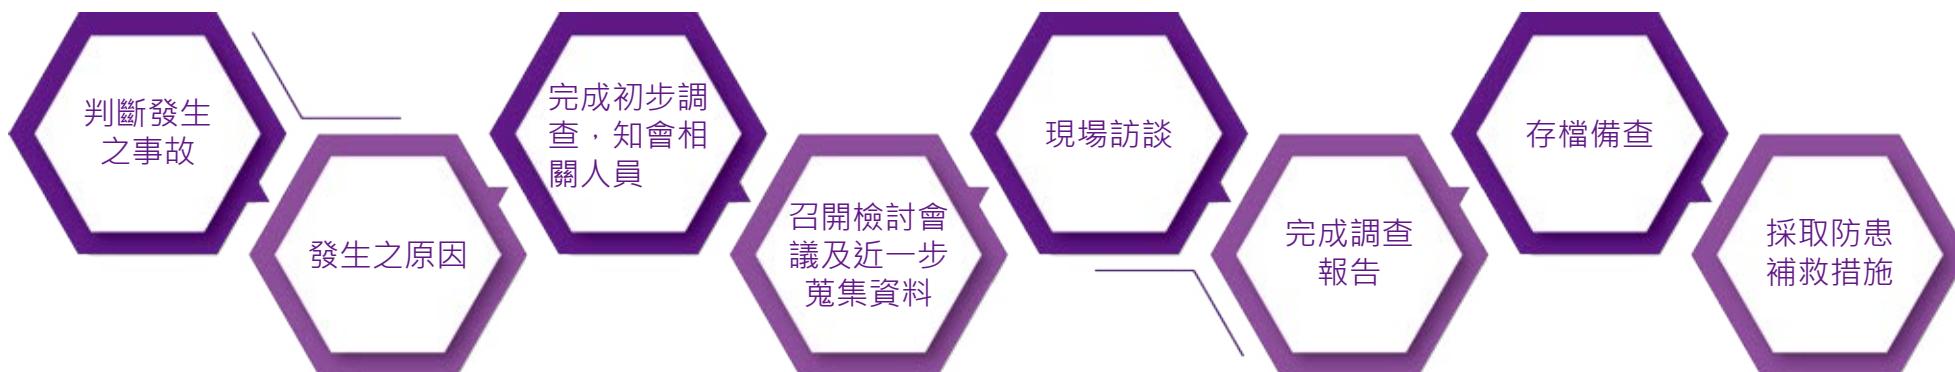 判斷發生
之事故
發生之原因
完成初步調
查，知會相
關人員
召開檢討會
議及近一步
蒐集資料
現場訪談
完成調查
報告
存檔備查
採取防患
補救措施